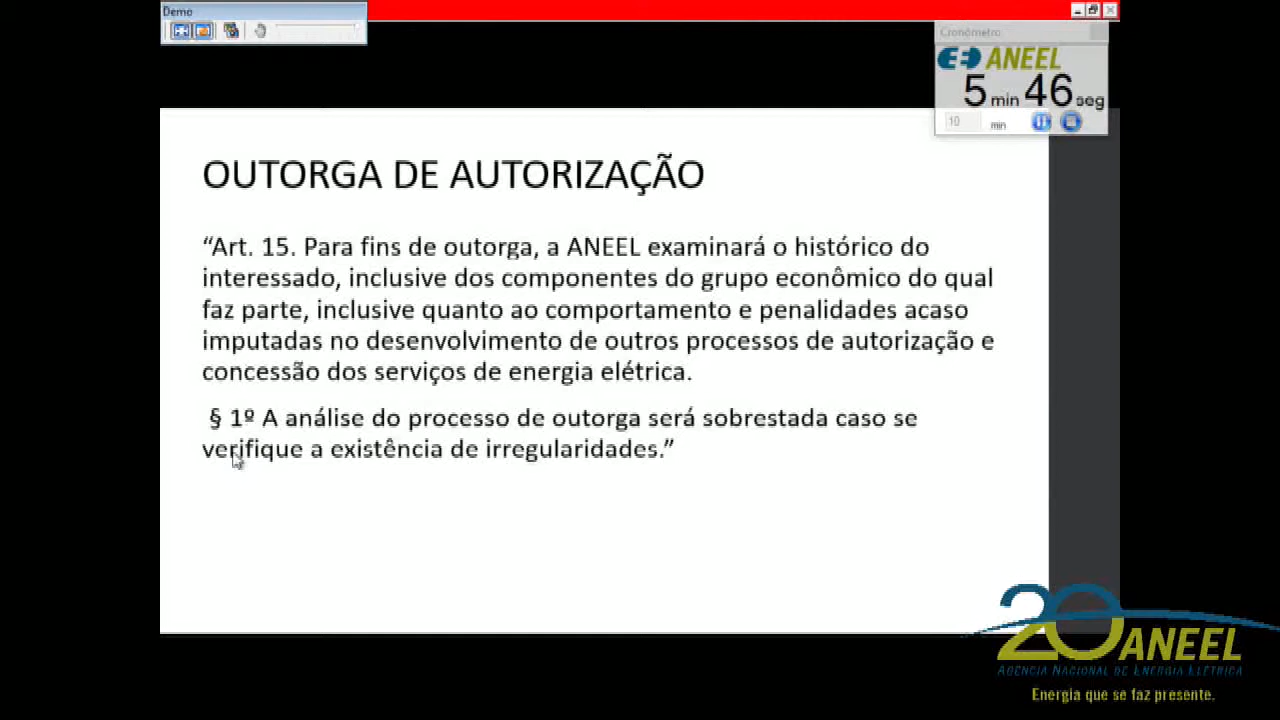 Demo
Cronômetro
ANEEL
5 min 46 seg
10 min
OUTORGA DE AUTORIZAÇÃO
“Art. 15. Para fins de outorga, a ANEEL examinará o histórico do
interessado, inclusive dos componentes do grupo econômico do qual
faz parte, inclusive quanto ao comportamento e penalidades acaso
imputadas no desenvolvimento de outros processos de autorização e
concessão dos serviços de energia elétrica.
§ 1º A análise do processo de outorga será sobrestada caso se
verifique a existência de irregularidades.”
20 ANEEL
AGÊNCIA NACIONAL DE ENERGIA ELÉTRICA
Energia que se faz presente.